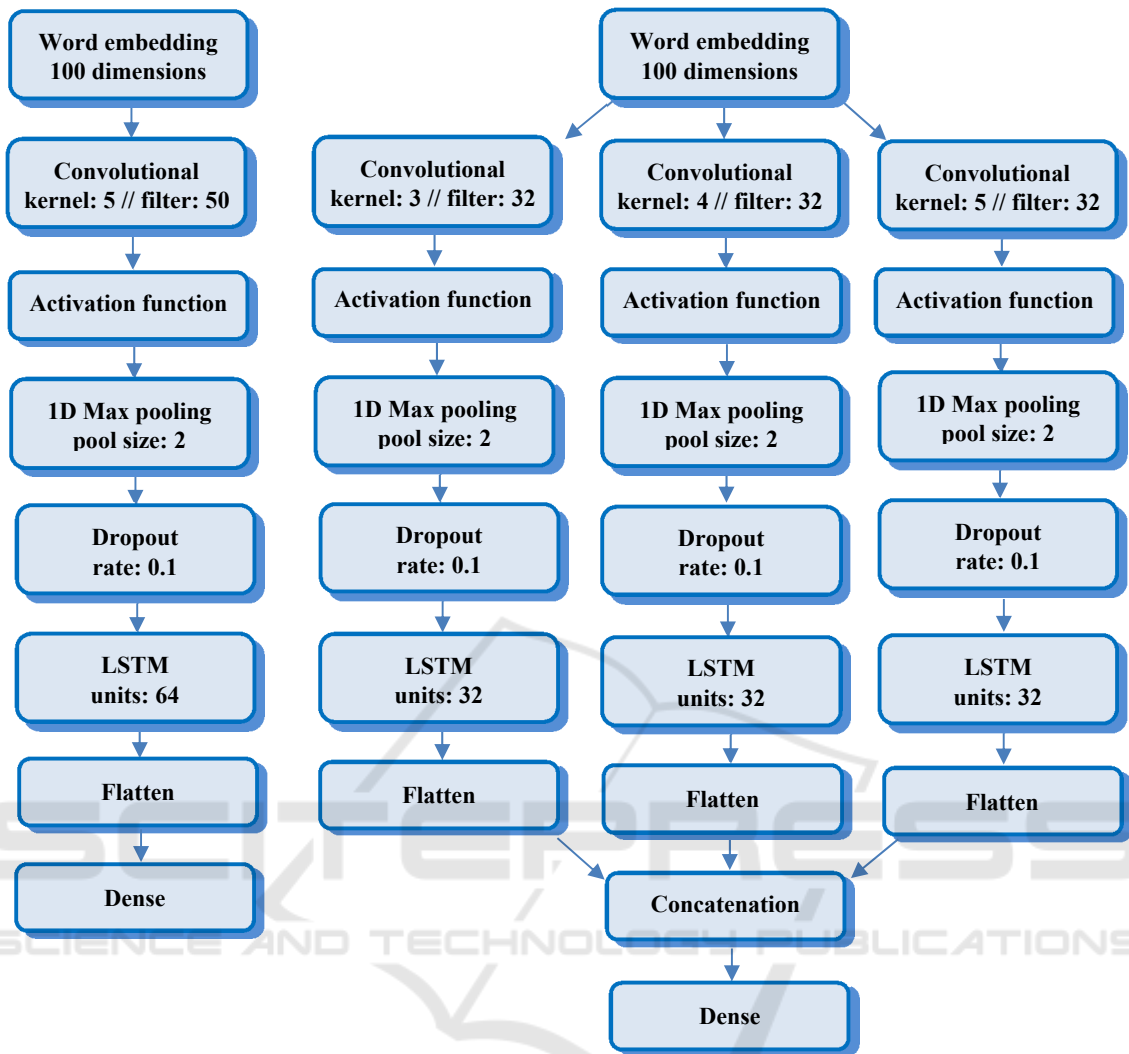 Word embedding
100 dimensions
Convolutional
kernel: 5 // filter: 50
Activation function
1D Max pooling
pool size: 2
Dropout
rate: 0.1
LSTM
units: 64
Flatten
Dense
Word embedding
100 dimensions
Convolutional
kernel: 3 // filter: 32
Activation function
1D Max pooling
pool size: 2
Dropout
rate: 0.1
LSTM
units: 32
Flatten
Convolutional
kernel: 4 // filter: 32
Activation function
1D Max pooling
pool size: 2
Dropout
rate: 0.1
LSTM
units: 32
Flatten
Convolutional
kernel: 5 // filter: 32
Activation function
1D Max pooling
pool size: 2
Dropout
rate: 0.1
LSTM
units: 32
Flatten
Concatenation
Dense
SCITEPRESS
SCIENCE AND TECHNOLOGY PUBLICATIONS